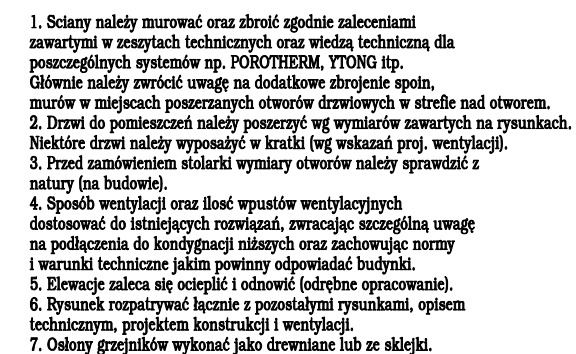 1. Sciany należy murować oraz zbroić zgodnie zaleceniami
zawartymi w zeszytach technicznych oraz wiedzą techniczną dla
poszczególnych systemów np. POROTHERM, YTONG itp.
Głównie należy zwrócić uwagę na dodatkowe zbrojenie spoin,
murów w miejscach poszerzanych otworów drzwiowych w strefie nad otworem.
2. Drzwi do pomieszczeń należy poszerzyć wg wymiarów zawartych na rysunkach.
Niektóre drzwi należy wyposażyć w kratki (wg wskazań proj. wentylacji).
3. Przed zamówieniem stolarki wymiary otworów należy sprawdzić z
natury (na budowie).
4. Sposób wentylacji oraz ilosć wpustów wentylacyjnych
dostosować do istniejących rozwiązań, zwracając szczególną uwagę
na podłączenia do kondygnacji niższych oraz zachowując normy
i warunki techniczne jakim powinny odpowiadać budynki.
5. Elewacje zaleca się ocieplić i odnowić (odrębne opracowanie).
6. Rysunek rozpatrywać łącznie z pozostałymi rysunkami, opisem
technicznym, projektem konstrukcji i wentylacji.
7. Osłony grzejników wykonać jako drewniane lub ze sklejki.